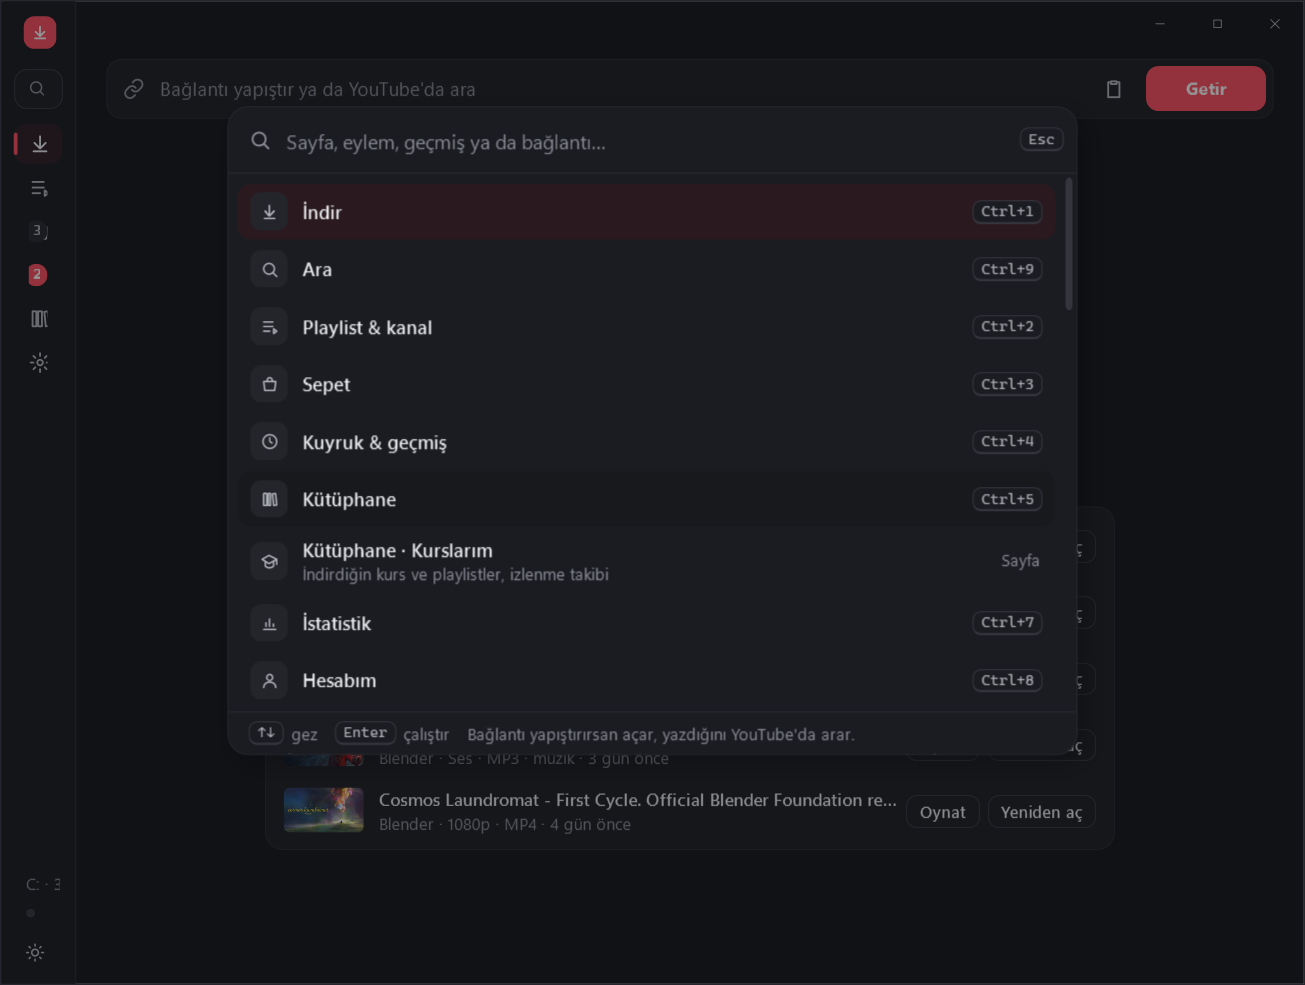 Bağlantı yapıştır ya da YouTube'da ara
Getir
Sayfa, eylem, geçmiş ya da bağlantı...
Esc
İndir
Ctrl+1
Ara
Ctrl+9
Playlist & kanal
Ctrl+2
Sepet
Ctrl+3
Kuyruk & geçmiş
Ctrl+4
Kütüphane
Ctrl+5
Kütüphane · Kurslarım
İndirdiğin kurs ve playlistler, izlenme takibi
Sayfa
İstatistik
Ctrl+7
Hesabım
Ctrl+8
↑↓ gez Enter çalıştır Bağlantı yapıştırırsan açar, yazdığını YouTube'da arar.
3
2
Blender · Ses · MP3 · müzik · 3 gün önce
Cosmos Laundromat - First Cycle. Official Blender Foundation re...
Blender · 1080p · MP4 · 4 gün önce
Oynat
Yeniden aç
C: · 3